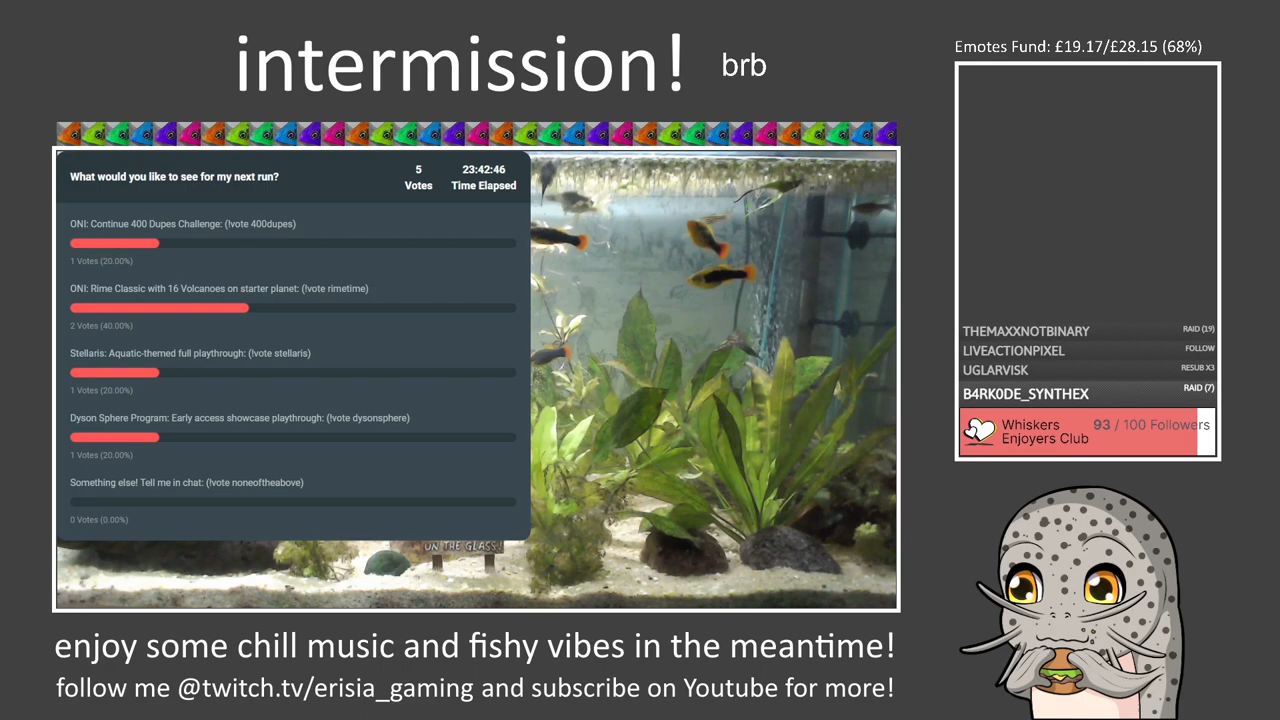 intermission! brb
Emotes Fund: £19.17/£28.15 (68%)
What would you like to see for my next run?
5
Votes
23:42:46
Time Elapsed
ONI: Continue 400 Dupes Challenge: (!vote 400dupes)
1 Votes (20.00%)
ONI: Rime Classic with 16 Volcanoes on starter planet: (!vote rimetime)
2 Votes (40.00%)
Stellaris: Aquatic-themed full playthrough: (!vote stellaris)
1 Votes (20.00%)
Dyson Sphere Program: Early access showcase playthrough: (!vote dysonsphere)
1 Votes (20.00%)
Something else! Tell me in chat: (!vote noneoftheabove)
0 Votes (0.00%)
ON THE GLASS!
THEMAXXNOTBINARY RAID (19)
LIVEACTIONPIXEL FOLLOW
UGLARVISK RESUB X3
B4RK0DE_SYNTHEX RAID (7)
Whiskers
Enjoyers Club
93 / 100 Followers
enjoy some chill music and fishy vibes in the meantime!
follow me @twitch.tv/erisia_gaming and subscribe on Youtube for more!